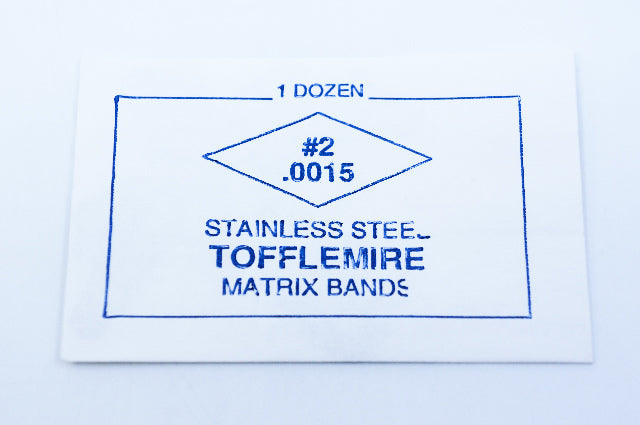 1 DOZEN
#2
.0015
STAINLESS STEEL
TOFFLEMIRE
MATRIX BANDS